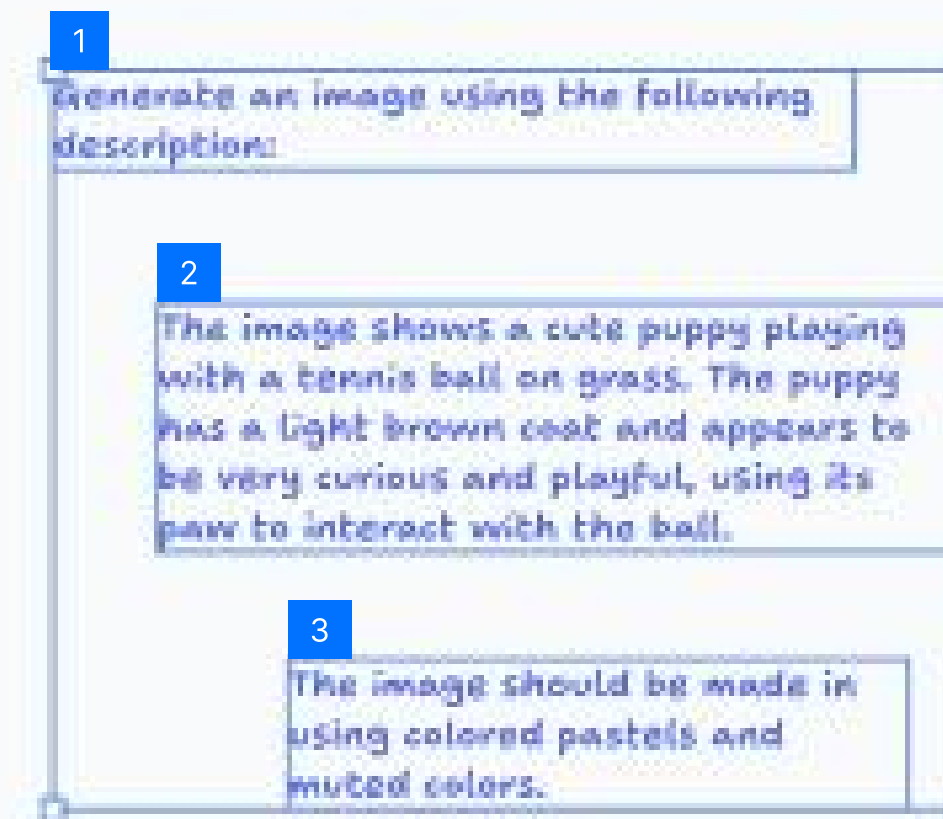 1
Generate an image using the following
description:
2
The image shows a cute puppy playing
with a tennis ball on grass. The puppy
has a light brown coat and appears to
be very curious and playful, using its
paw to interact with the ball.
3
The image should be made in
using colored pastels and
muted colors.